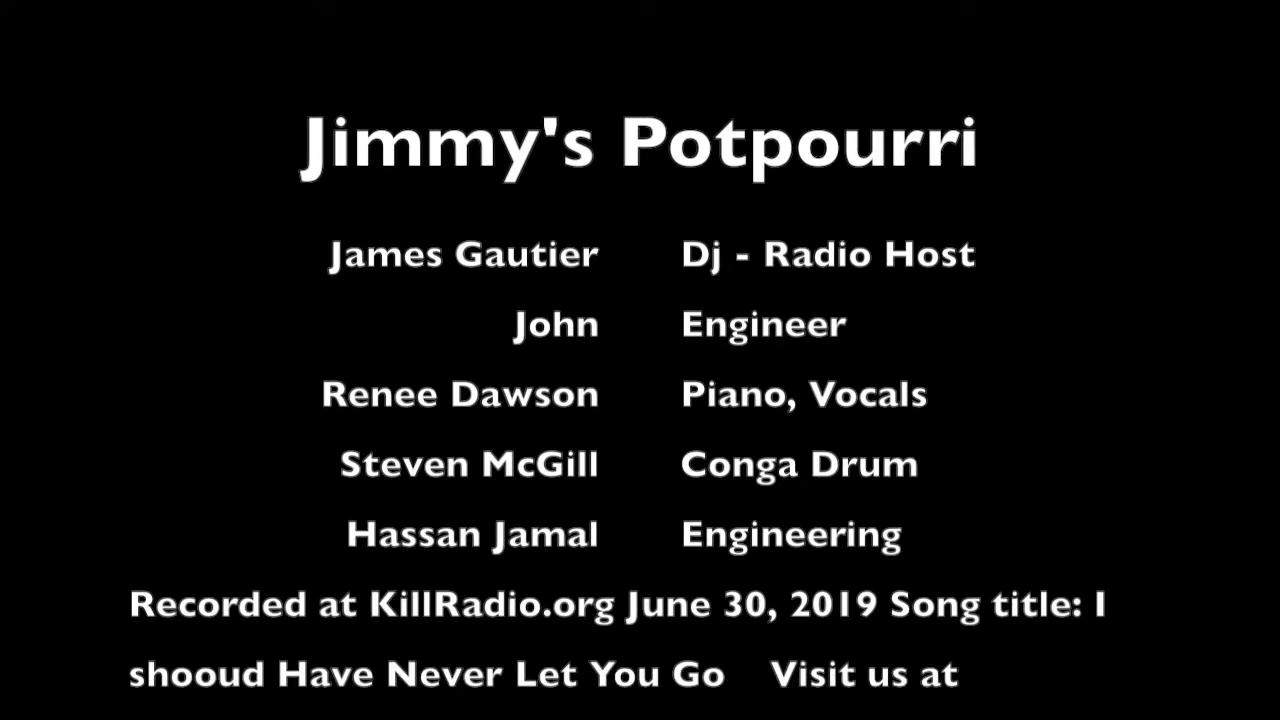 Jimmy's Potpourri
James Gautier Dj - Radio Host
John Engineer
Renee Dawson Piano, Vocals
Steven McGill Conga Drum
Hassan Jamal Engineering
Recorded at KillRadio.org June 30, 2019 Song title: I
shooud Have Never Let You Go Visit us at